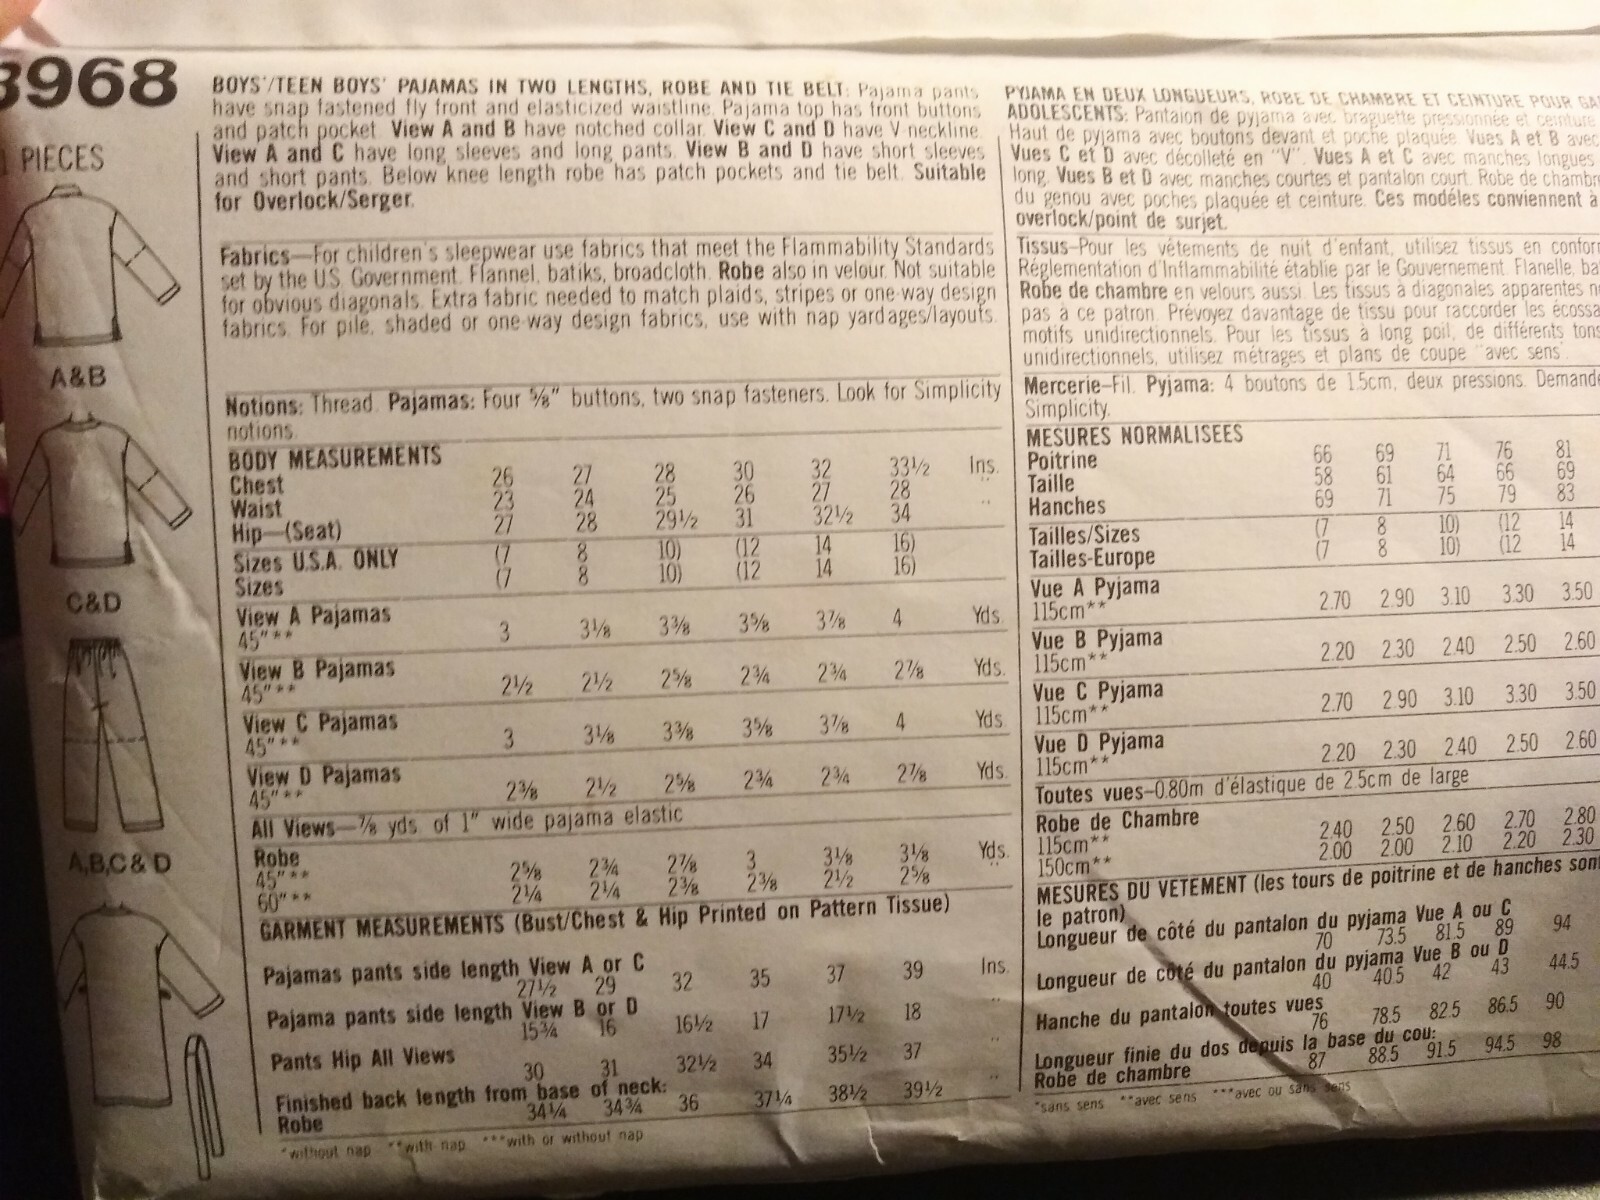 3968
1 PIECES
A&B
C&D
A,B,C & D
BOYS'/TEEN BOYS' PAJAMAS IN TWO LENGTHS, ROBE AND TIE BELT: Pajama pants
have snap fastened fly front and elasticized waistline. Pajama top has front buttons
and patch pocket. View A and B have notched collar. View C and D have V-neckline.
View A and C have long sleeves and long pants. View B and D have short sleeves
and short pants. Below knee length robe has patch pockets and tie belt. Suitable
for Overlock/Serger.
Fabrics—For children's sleepwear use fabrics that meet the Flammability Standards
set by the U.S. Government. Flannel, batiks, broadcloth. Robe also in velour. Not suitable
for obvious diagonals. Extra fabric needed to match plaids, stripes or one-way design
fabrics. For pile, shaded or one-way design fabrics, use with nap yardages/layouts.
Notions: Thread. Pajamas: Four 5/8" buttons, two snap fasteners. Look for Simplicity
notions.
BODY MEASUREMENTS
Chest 26 27 28 30 32 33½ Ins.
Waist 23 24 25 26 27 28 "
Hip—(Seat) 27 28 29½ 31 32½ 34 "
Sizes U.S.A. ONLY (7 8 10) (12 14 16)
Sizes (7 8 10) (12 14 16)
View A Pajamas
45"** 3 3⅛ 3⅜ 3⅝ 3⅞ 4 Yds.
View B Pajamas
45"** 2½ 2½ 2⅝ 2¾ 2¾ 2⅞ Yds.
View C Pajamas
45"** 3 3⅛ 3⅜ 3⅝ 3⅞ 4 Yds.
View D Pajamas
45"** 2⅜ 2½ 2⅝ 2¾ 2¾ 2⅞ Yds.
All Views—⅞ yds. of 1" wide pajama elastic
Robe
45"** 2⅝ 2¾ 2⅞ 3 3⅛ 3⅛ Yds.
60"** 2¼ 2¼ 2⅜ 2⅜ 2½ 2⅝ "
GARMENT MEASUREMENTS (Bust/Chest & Hip Printed on Pattern Tissue)
Pajamas pants side length View A or C
27½ 29 32 35 37 39 Ins.
Pajama pants side length View B or D
15¾ 16 16½ 17 17½ 18 "
Pants Hip All Views
30 31 32½ 34 35½ 37 "
Finished back length from base of neck:
Robe 34¼ 34¾ 36 37¼ 38½ 39½ "
*without nap **with nap ***with or without nap
PYJAMA EN DEUX LONGUEURS, ROBE DE CHAMBRE ET CEINTURE POUR
ADOLESCENTS: Pantalon de pyjama avec braguette pressionnée et ceinture
Haut de pyjama avec boutons devant et poche plaquée. Vues A et B avec
Vues C et D avec décolleté en "V". Vues A et C avec manches longues
long. Vues B et D avec manches courtes et pantalon court. Robe de chambre
du genou avec poches plaquée et ceinture. Ces modéles conviennent à
overlock/point de surjet.
Tissus—Pour les vétements de nuit d'enfant, utilisez tissus en
Réglementation d'Inflammabilité établie par le Gouvernement. Flanelle,
Robe de chambre en velours aussi. Les tissus à diagonales apparentes
pas à ce patron. Prévoyez davantage de tissu pour raccorder les
motifs unidirectionnels. Pour les tissus à long poil, de différents tons
unidirectionnels, utilisez métrages et plans de coupe "avec sens".
Mercerie—Fil. Pyjama: 4 boutons de 1.5cm, deux pressions.
Simplicity.
MESURES NORMALISEES
Poitrine 66 69 71 76 81
Taille 58 61 64 66 69
Hanches 69 71 75 79 83
Tailles/Sizes (7 8 10) (12 14
Tailles-Europe (7 8 10) (12 14
Vue A Pyjama
115cm** 2.70 2.90 3.10 3.30 3.50
Vue B Pyjama
115cm** 2.20 2.30 2.40 2.50 2.60
Vue C Pyjama
115cm** 2.70 2.90 3.10 3.30 3.50
Vue D Pyjama
115cm** 2.20 2.30 2.40 2.50 2.60
Toutes vues—0.80m d'élastique de 2.5cm de large
Robe de Chambre
115cm** 2.40 2.50 2.60 2.70 2.80
150cm** 2.00 2.00 2.10 2.20 2.30
MESURES DU VETEMENT (les tours de poitrine et de hanches sont
le patron)
Longueur de côté du pantalon du pyjama Vue A ou C
70 73.5 81.5 89 94
Longueur de côté du pantalon du pyjama Vue B ou D
40 40.5 42 43 44.5
Hanche du pantalon toutes vues
76 78.5 82.5 86.5 90
Longueur finie du dos depuis la base du cou:
Robe de chambre 87 88.5 91.5 94.5 98
*sans sens **avec sens ***avec ou sans sens